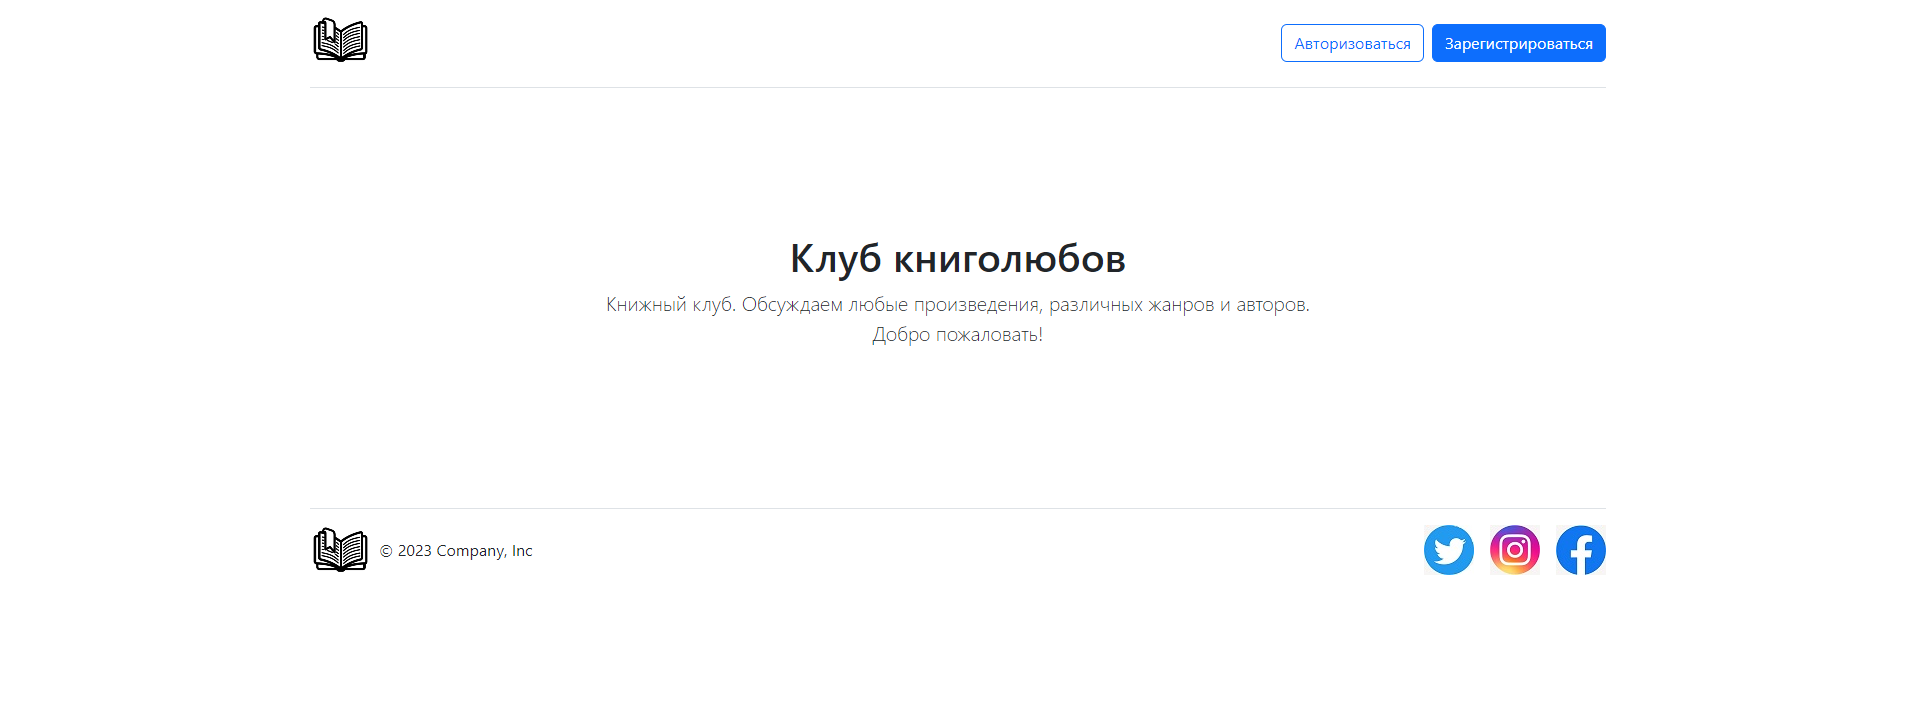 Авторизоваться
Зарегистрироваться
Клуб книголюбов
Книжный клуб. Обсуждаем любые произведения, различных жанров и авторов.
Добро пожаловать!
© 2023 Company, Inc